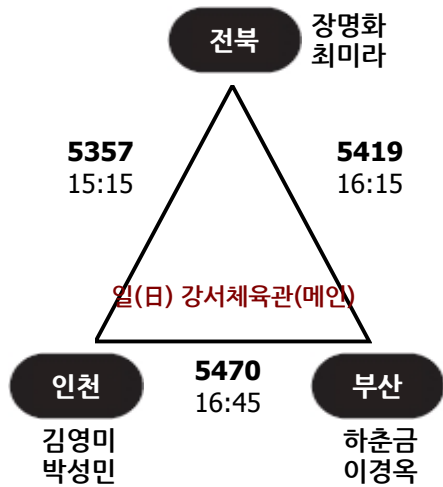 전북
장명화
최미라
5357
15:15
5419
16:15
일(日) 강서체육관(메인)
인천
5470
16:45
부산
김영미
박성민
하춘금
이경옥